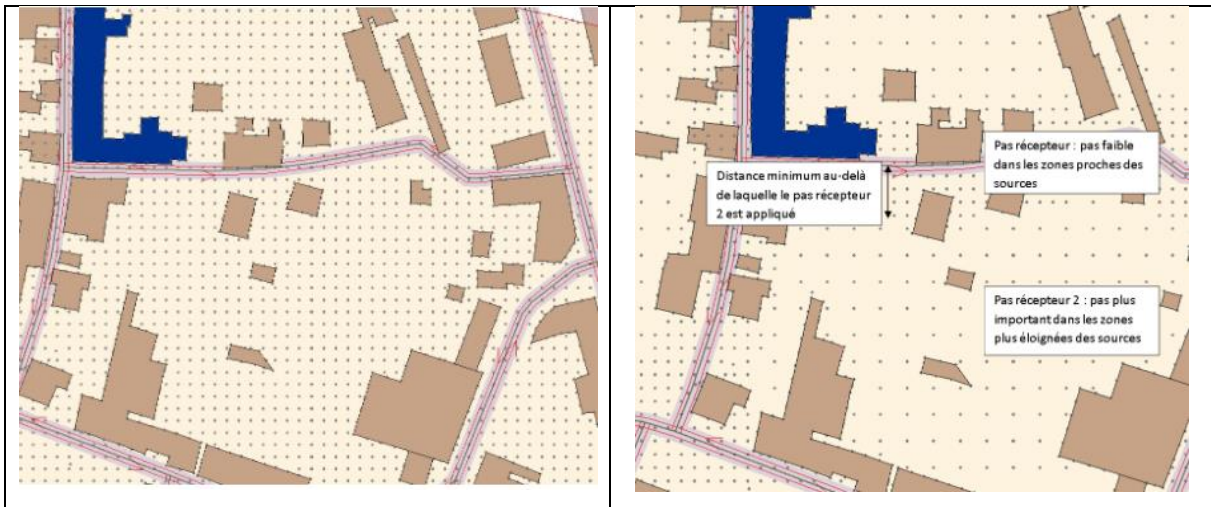 Distance minimum au-delà
de laquelle le pas récepteur
2 est appliqué
Pas récepteur : pas faible
dans les zones proches des
sources
Pas récepteur 2 : pas plus
important dans les zones
plus éloignées des sources